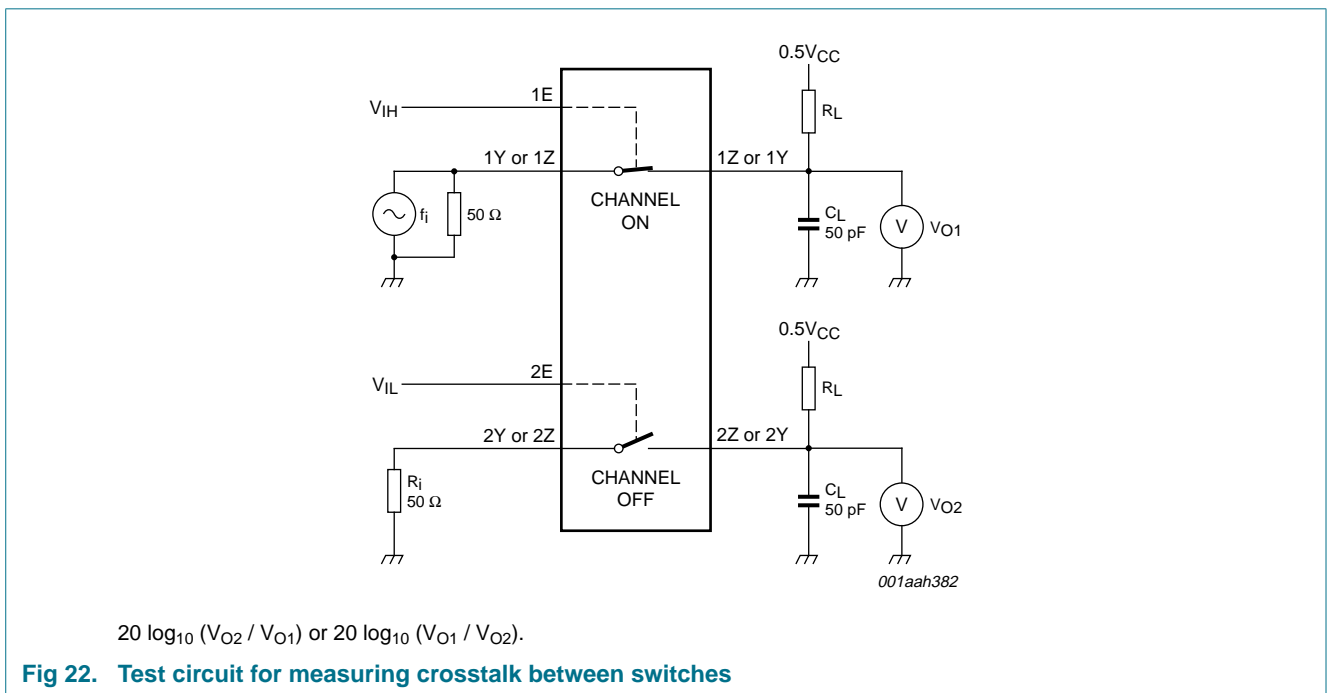 0.5VCC
1E
VIH
RL
1Y or 1Z
1Z or 1Y
fi
50 Ω
CHANNEL
ON
CL
50 pF
V
VO1
0.5VCC
2E
VIL
RL
2Y or 2Z
2Z or 2Y
Ri
50 Ω
CHANNEL
OFF
CL
50 pF
V
VO2
001aah382
20 log10 (VO2 / VO1) or 20 log10 (VO1 / VO2).
Fig 22. Test circuit for measuring crosstalk between switches